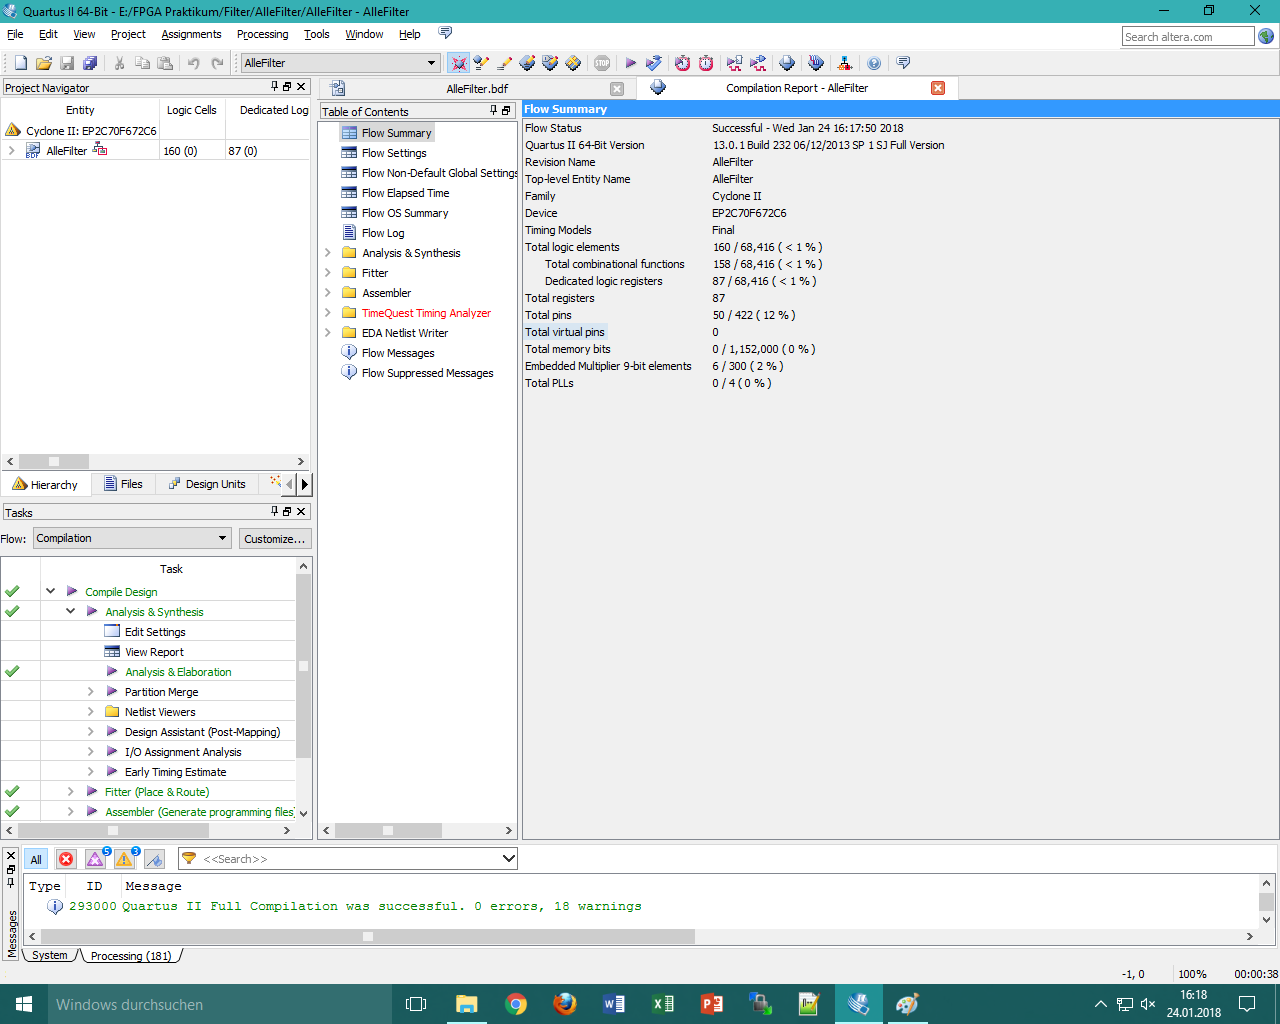 Quartus II 64-Bit - E:/FPGA Praktikum/Filter/AlleFilter/AlleFilter - AlleFilter
File Edit View Project Assignments Processing Tools Window Help
Search altera.com
AlleFilter
Project Navigator
Entity Logic Cells Dedicated Log
Cyclone II: EP2C70F672C6
AlleFilter 160 (0) 87 (0)
Hierarchy Files Design Units
Tasks
Flow: Compilation Customize...
Task
Compile Design
Analysis & Synthesis
Edit Settings
View Report
Analysis & Elaboration
Partition Merge
Netlist Viewers
Design Assistant (Post-Mapping)
I/O Assignment Analysis
Early Timing Estimate
Fitter (Place & Route)
Assembler (Generate programming files)
AlleFilter.bdf
Compilation Report - AlleFilter
Table of Contents
Flow Summary
Flow Settings
Flow Non-Default Global Settings
Flow Elapsed Time
Flow OS Summary
Flow Log
Analysis & Synthesis
Fitter
Assembler
TimeQuest Timing Analyzer
EDA Netlist Writer
Flow Messages
Flow Suppressed Messages
Flow Summary
Flow Status Successful - Wed Jan 24 16:17:50 2018
Quartus II 64-Bit Version 13.0.1 Build 232 06/12/2013 SP 1 SJ Full Version
Revision Name AlleFilter
Top-level Entity Name AlleFilter
Family Cyclone II
Device EP2C70F672C6
Timing Models Final
Total logic elements 160 / 68,416 ( < 1 % )
Total combinational functions 158 / 68,416 ( < 1 % )
Dedicated logic registers 87 / 68,416 ( < 1 % )
Total registers 87
Total pins 50 / 422 ( 12 % )
Total virtual pins 0
Total memory bits 0 / 1,152,000 ( 0 % )
Embedded Multiplier 9-bit elements 6 / 300 ( 2 % )
Total PLLs 0 / 4 ( 0 % )
All 5 3 <<Search>>
Type ID Message
293000 Quartus II Full Compilation was successful. 0 errors, 18 warnings
Messages
System Processing (181)
-1, 0 100% 00:00:38
Windows durchsuchen
16:18
24.01.2018